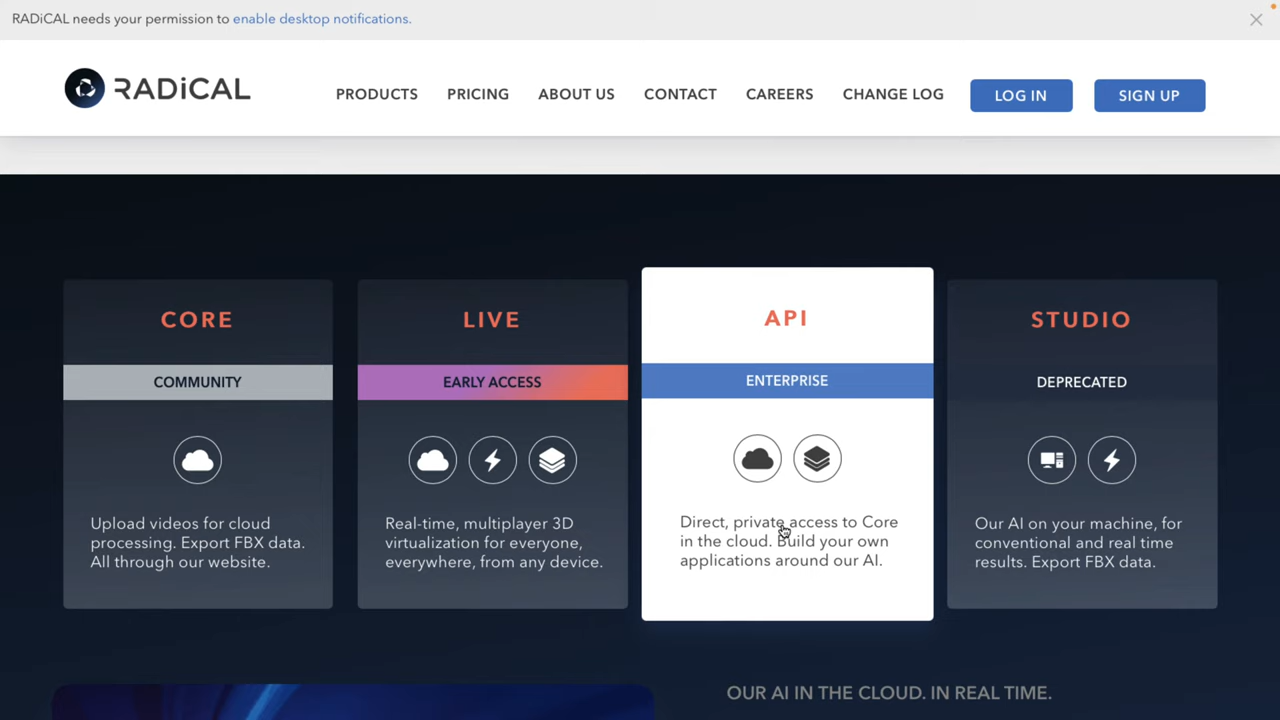 RADiCAL needs your permission to enable desktop notifications.
RADiCAL
PRODUCTS
PRICING
ABOUT US
CONTACT
CAREERS
CHANGE LOG
LOG IN
SIGN UP
CORE
COMMUNITY
Upload videos for cloud
processing. Export FBX data.
All through our website.
LIVE
EARLY ACCESS
Real-time, multiplayer 3D
virtualization for everyone,
everywhere, from any device.
API
ENTERPRISE
Direct, private access to Core
in the cloud. Build your own
applications around our AI.
STUDIO
DEPRECATED
Our AI on your machine, for
conventional and real time
results. Export FBX data.
OUR AI IN THE CLOUD. IN REAL TIME.